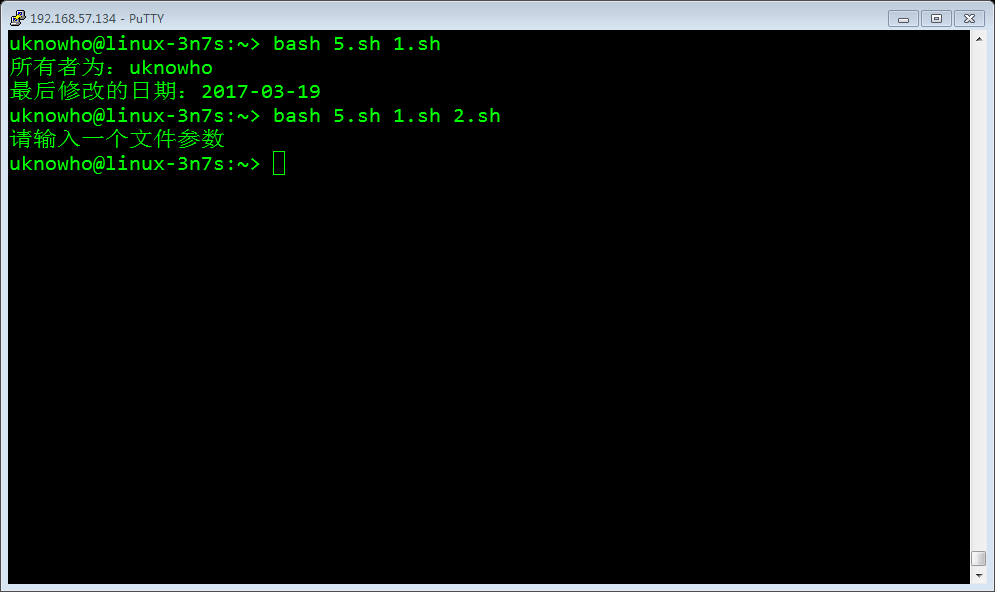 192.168.57.134 - PuTTY
uknowho@linux-3n7s:~> bash 5.sh 1.sh
所有者为：uknowho
最后修改的日期：2017-03-19
uknowho@linux-3n7s:~> bash 5.sh 1.sh 2.sh
请输入一个文件参数
uknowho@linux-3n7s:~>